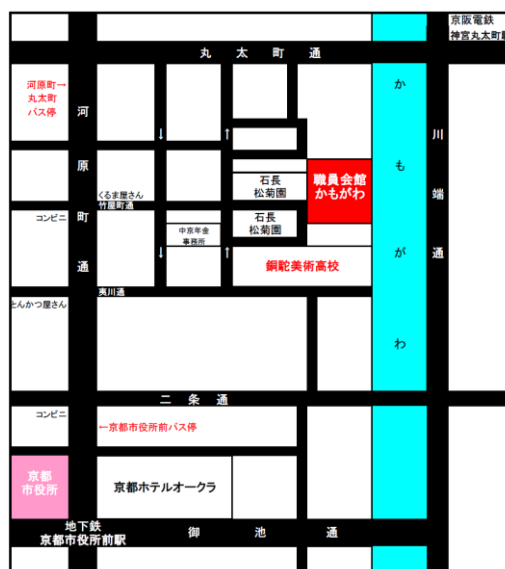 京阪電鉄
神宮丸太町駅
丸太町通
河原町→
丸太町
バス停
河原町通
かもがわ
川端通
↓
↑
石長
松菊園
職員会館
かもがわ
くるま屋さん
竹屋町通
コンビニ
中京年金
事務所
石長
松菊園
↓
↑
銅駝美術高校
夷川通
とんかつ屋さん
二条通
コンビニ
←京都市役所前バス停
京都
市役所
京都ホテルオークラ
地下鉄
京都市役所前駅
御池通